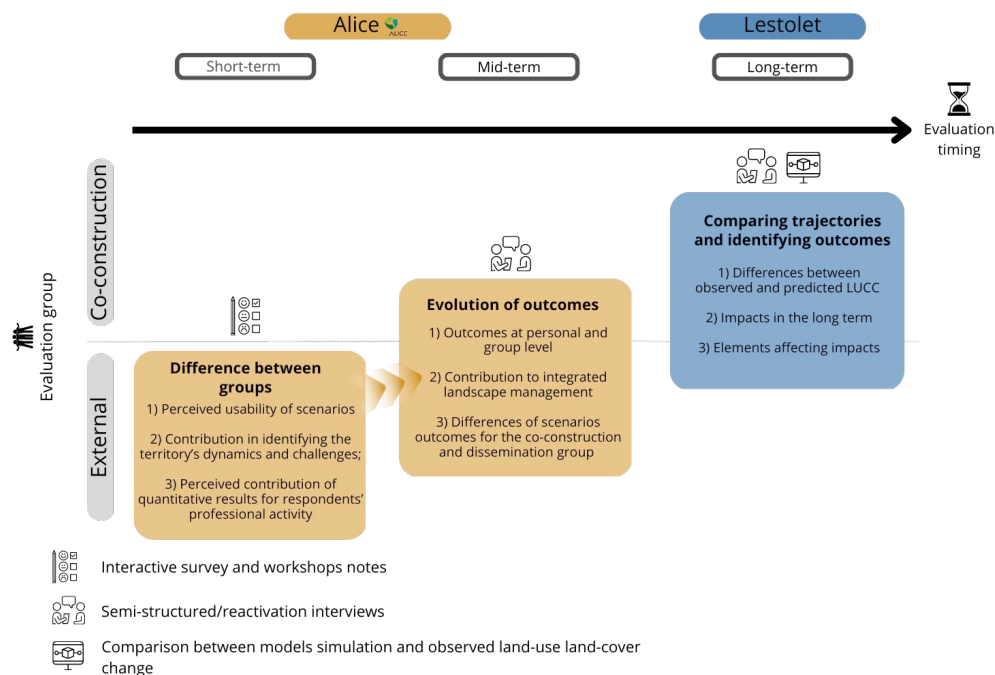 Alice
ALICE
Lestolet
Short-term
Mid-term
Long-term
Evaluation
timing
Co-construction
Evaluation group
External
Difference between
groups
1) Perceived usability of scenarios
2) Contribution in identifying the
territory's dynamics and challenges;
3) Perceived contribution of
quantitative results for respondents'
professional activity
Evolution of outcomes
1) Outcomes at personal and
group level
2) Contribution to integrated
landscape management
3) Differences of scenarios
outcomes for the co-construction
and dissemination group
Comparing trajectories
and identifying outcomes
1) Differences between
observed and predicted LUCC
2) Impacts in the long term
3) Elements affecting impacts
Interactive survey and workshops notes
Semi-structured/reactivation interviews
Comparison between models simulation and observed land-use land-cover
change